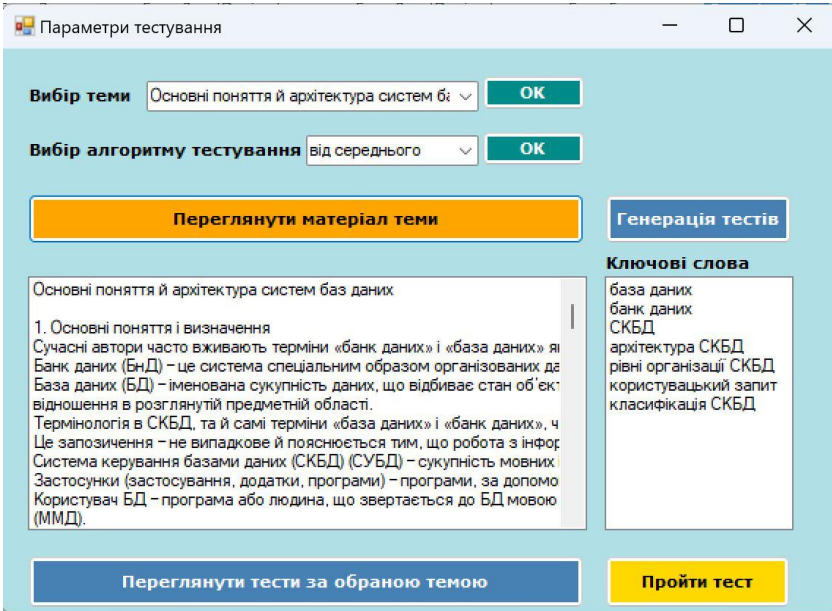 Параметри тестування
Вибір теми Основні поняття й архітектура систем ба OK
Вибір алгоритму тестування від середнього OK
Переглянути матеріал теми Генерація тестів
Ключові слова
Основні поняття й архітектура систем баз даних
1. Основні поняття і визначення
Сучасні автори часто вживають терміни «банк даних» і «база даних» як
Банк даних (БнД) – це система спеціальним образом організованих да
База даних (БД) – іменована сукупність даних, що відбиває стан об'єкт
відношення в розглянутій предметній області.
Термінологія в СКБД, та й самі терміни «база даних» і «банк даних», ч
Це запозичення – не випадкове й пояснюється тим, що робота з інфор
Система керування базами даних (СКБД) (СУБД) – сукупність мовних
Застосунки (застосування, додатки, програми) – програми, за допомо
Користувач БД – програма або людина, що звертається до БД мовою
(ММД).
база даних
банк даних
СКБД
архітектура СКБД
рівні організації СКБД
користувацький запит
класифікація СКБД
Переглянути тести за обраною темою Пройти тест